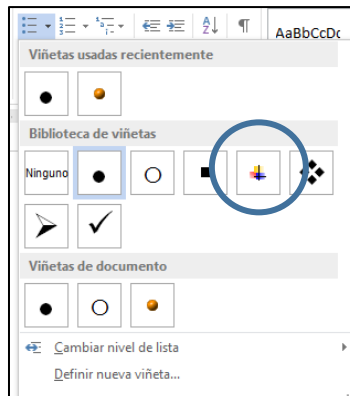 AaBbCcDc
Viñetas usadas recientemente
Biblioteca de viñetas
Ninguno
Viñetas de documento
Cambiar nivel de lista
Definir nueva viñeta...